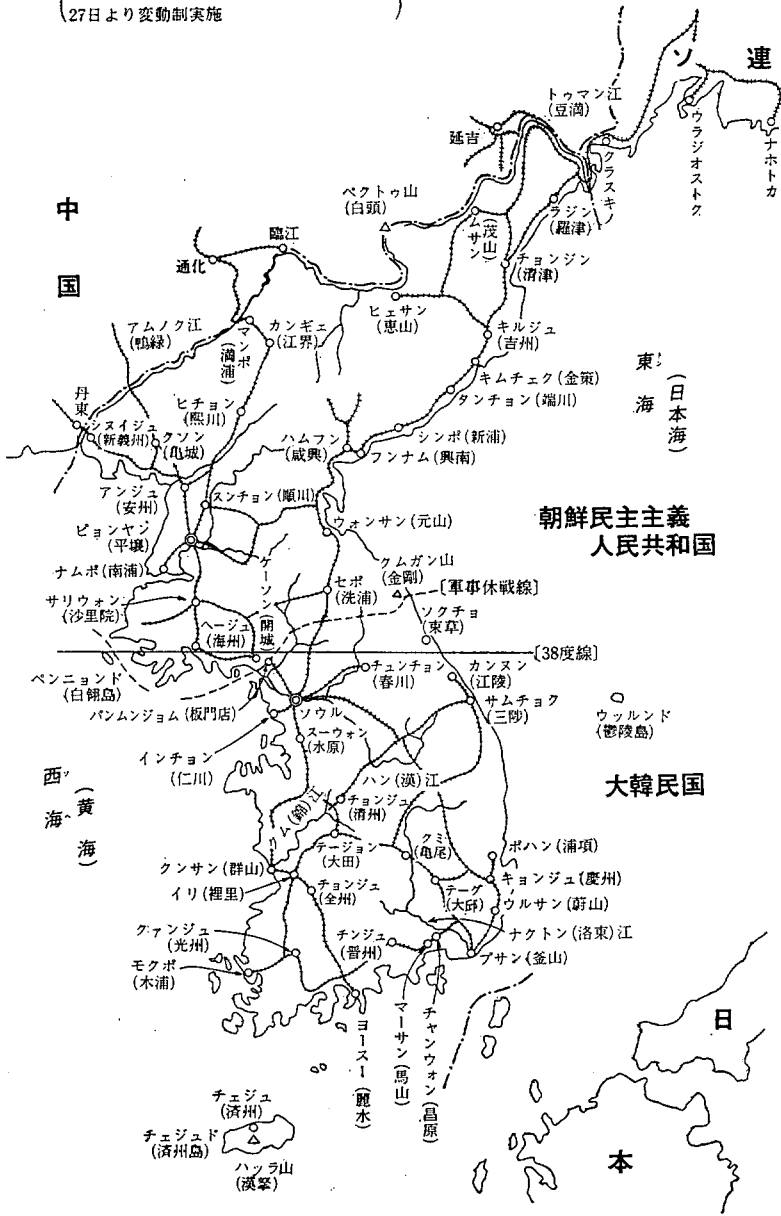 27日より変動制実施
ソ 連
トゥマン江
(豆満)
延吉
クラスキノ
ウラジオストク
ナホトカ
中
国
ペクトゥ山
(白頭)
ムサン
(茂山)
ラジン
(羅津)
臨江
通化
チョンジン
(清津)
ヒェサン
(恵山)
アムノク江
(鴨緑)
マンポ
(満浦)
カンギェ
(江界)
キルジュ
(吉州)
キムチェク(金策)
タンチョン(端川)
東海
(日本海)
丹東
シヌイジュ
(新義州)
クソン
(亀城)
ヒチョン
(熙川)
ハムフン
(咸興)
シンポ(新浦)
フンナム(興南)
アンジュ
(安州)
スンチョン(順川)
ウォンサン(元山)
朝鮮民主主義
人民共和国
ピョンヤン
(平壌)
ナムポ(南浦)
ケーソン
(開城)
クムガン山
(金剛)
セポ
(洗浦)
〔軍事休戦線〕
サリウォン
(沙里院)
ヘージュ
(海州)
ソクチョ
(東草)
〔38度線〕
ペンニョンド
(白翎島)
チュンチョン
(春川)
カンヌン
(江陵)
パンムンジョム(板門店)
ソウル
サムチョク
(三陟)
ウッルンド
(鬱陵島)
インチョン
(仁川)
スーウォン
(水原)
大韓民国
西海
(黄海)
ハン(漢)江
チョンジュ
(清州)
テージョン
(大田)
クミ
(亀尾)
ポハン(浦項)
クンサン(群山)
イリ(裡里)
チョンジュ
(全州)
テーグ
(大邱)
キョンジュ(慶州)
ウルサン(蔚山)
クァンジュ
(光州)
チンジュ
(晋州)
ナクトン(洛東)江
モクポ
(木浦)
プサン(釜山)
ヨースー(麗水)
マーサン(馬山)
チャンウォン(昌原)
日
本
チェジュ
(済州)
チェジュド
(済州島)
ハッラ山
(漢拏)